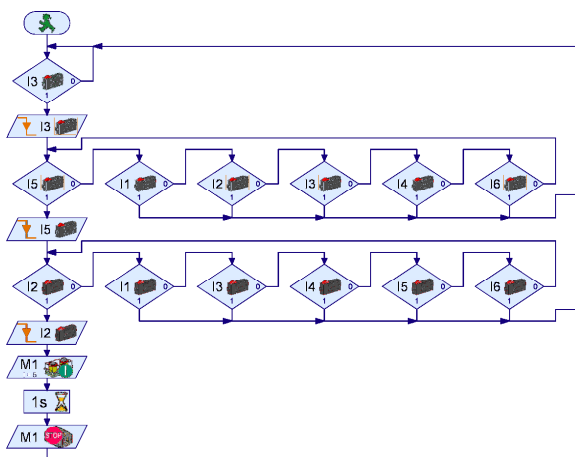 I3 0
1
I3
I5 0 I1 0 I2 0 I3 0 I4 0 I6 0
1 1 1 1 1 1
I5
I2 0 I1 0 I3 0 I4 0 I5 0 I6 0
1 1 1 1 1 1
I2
M1
1s
M1 STOP